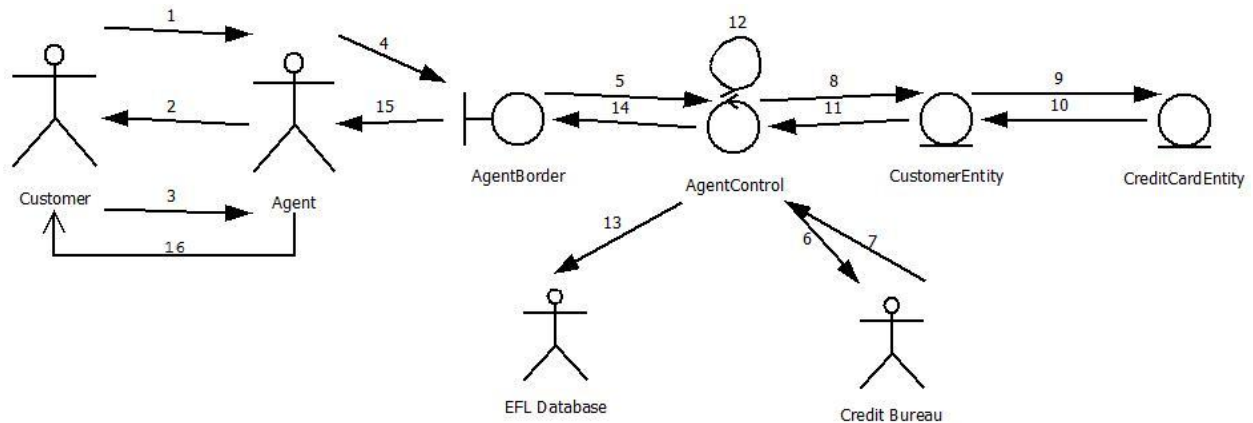 1
4
12
5
8
9
2
15
14
11
10
AgentBorder
AgentControl
CustomerEntity
CreditCardEntity
Customer
3
Agent
16
13
6
7
EFL Database
Credit Bureau